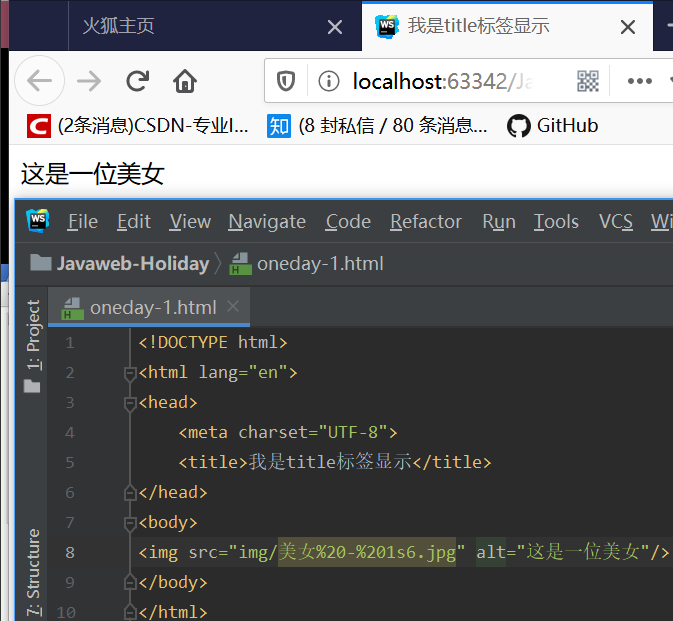 火狐主页
我是title标签显示
localhost:63342/Ja
(2条消息)CSDN-专业I... (8 封私信 / 80 条消息... GitHub
这是一位美女
File Edit View Navigate Code Refactor Run Tools VCS Wi
Javaweb-Holiday oneday-1.html
oneday-1.html
1: Project
7: Structure
1 <!DOCTYPE html>
2 <html lang="en">
3 <head>
4 <meta charset="UTF-8">
5 <title>我是title标签显示</title>
6 </head>
7 <body>
8 <img src="img/美女%20-%201s6.jpg" alt="这是一位美女"/>
9 </body>
10 </html>